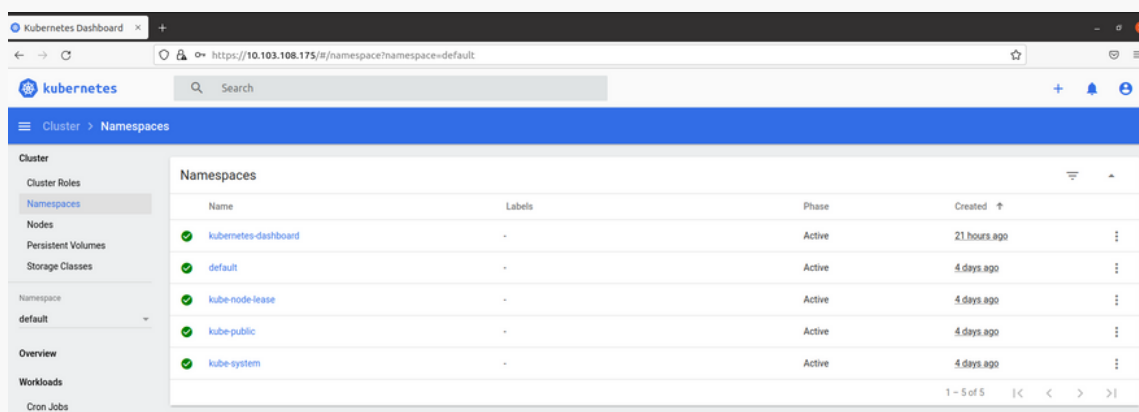 Kubernetes Dashboard × +
https://10.103.108.175/#/namespace?namespace=default
kubernetes Search
Cluster > Namespaces
Cluster
Cluster Roles
Namespaces
Nodes
Persistent Volumes
Storage Classes
Namespace
default
Overview
Workloads
Cron Jobs
Namespaces
Name Labels Phase Created
kubernetes-dashboard - Active 21 hours ago
default - Active 4 days ago
kube-node-lease - Active 4 days ago
kube-public - Active 4 days ago
kube-system - Active 4 days ago
1 – 5 of 5